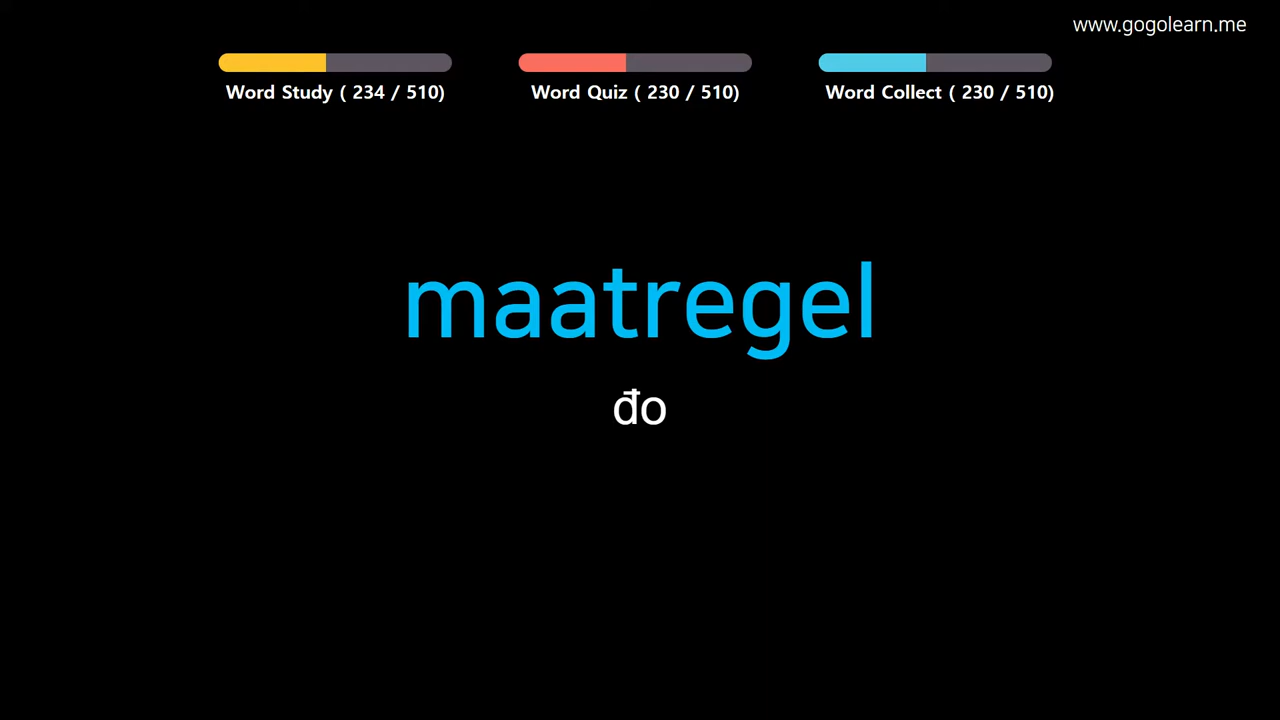 www.gogolearn.me
Word Study ( 234 / 510)
Word Quiz ( 230 / 510)
Word Collect ( 230 / 510)
maatregel
đo